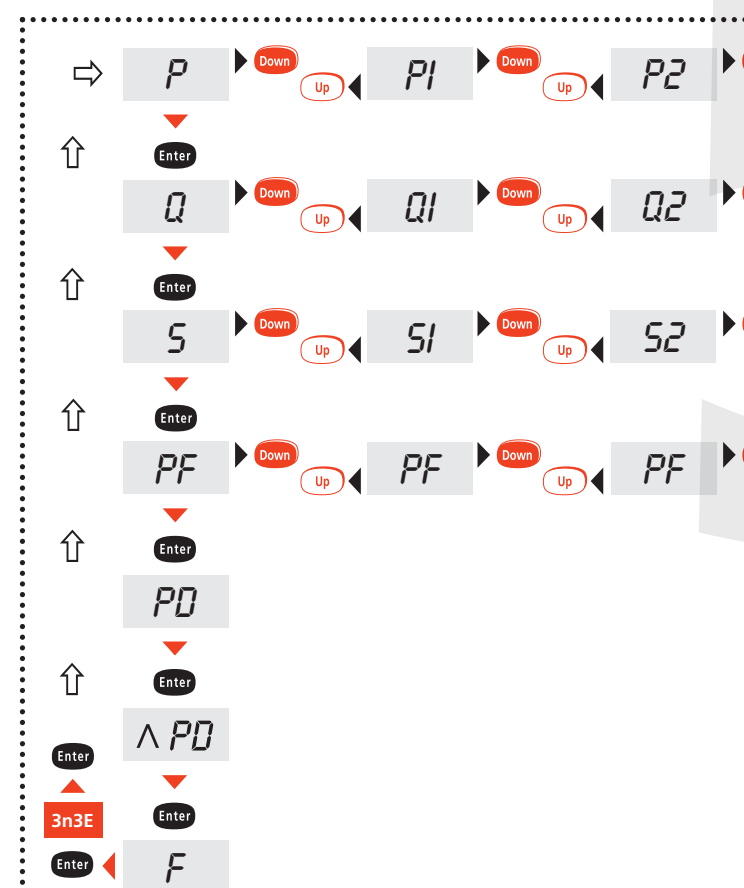 P Down Up P1 Down Up P2
Enter
Q Down Up Q1 Down Up Q2
Enter
S Down Up S1 Down Up S2
Enter
PF Down Up PF Down Up PF
Enter
PD
Enter
∧ PD
Enter
3n3E Enter
Enter F